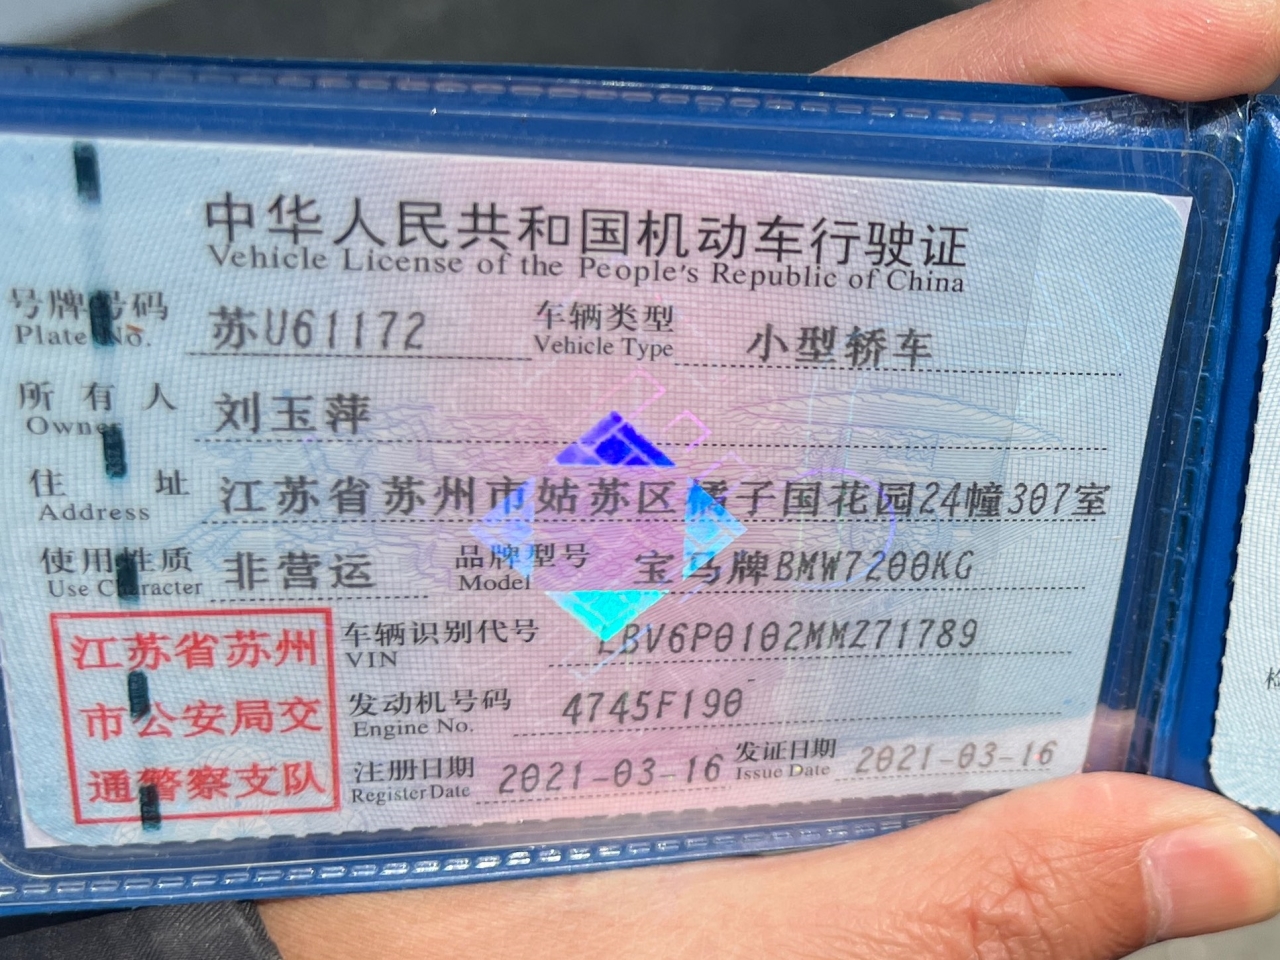 中华人民共和国机动车行驶证
Vehicle License of the People's Republic of China
号牌号码 苏U61172 车辆类型 小型轿车
Plate No. Vehicle Type
所有人 刘玉萍
Owner
住址 江苏省苏州市姑苏区橘子国花园24幢307室
Address
使用性质 非营运 品牌型号 宝马牌BMW7200KG
Use Character Model
江苏省苏州
市公安局交
通警察支队
车辆识别代号 LBV6P0102MMZ71789
VIN
发动机号码 4745F190
Engine No.
注册日期 2021-03-16 发证日期 2021-03-16
Register Date Issue Date